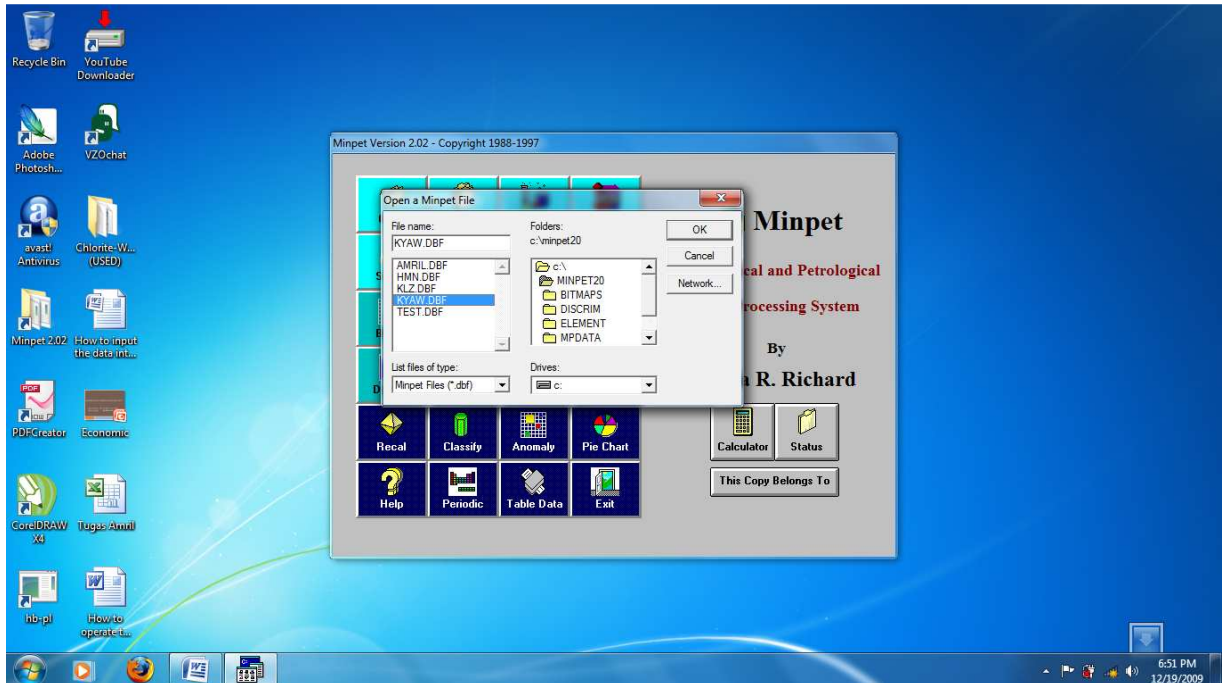 Recycle Bin
YouTube
Downloader
Adobe
Photosh...
VZOchat
avast!
Antivirus
Chlorite-W...
(USED)
Minpet 2.02
How to input
the data int...
PDFCreator
Economic
CorelDRAW
X4
Tugas Amril
hb-pl
How to
operate t...
Minpet Version 2.02 - Copyright 1988-1997
Open a Minpet File
File name:
KYAW.DBF
AMRIL.DBF
HMN.DBF
KLZ.DBF
KYAW.DBF
TEST.DBF
List files of type:
Minpet Files (*.dbf)
Folders:
c:\minpet20
c:\
MINPET20
BITMAPS
DISCRIM
ELEMENT
MPDATA
Drives:
c:
OK
Cancel
Network...
Minpet
cal and Petrological
rocessing System
By
R. Richard
Recal
Classify
Anomaly
Pie Chart
Help
Periodic
Table Data
Exit
Calculator
Status
This Copy Belongs To
6:51 PM
12/19/2009